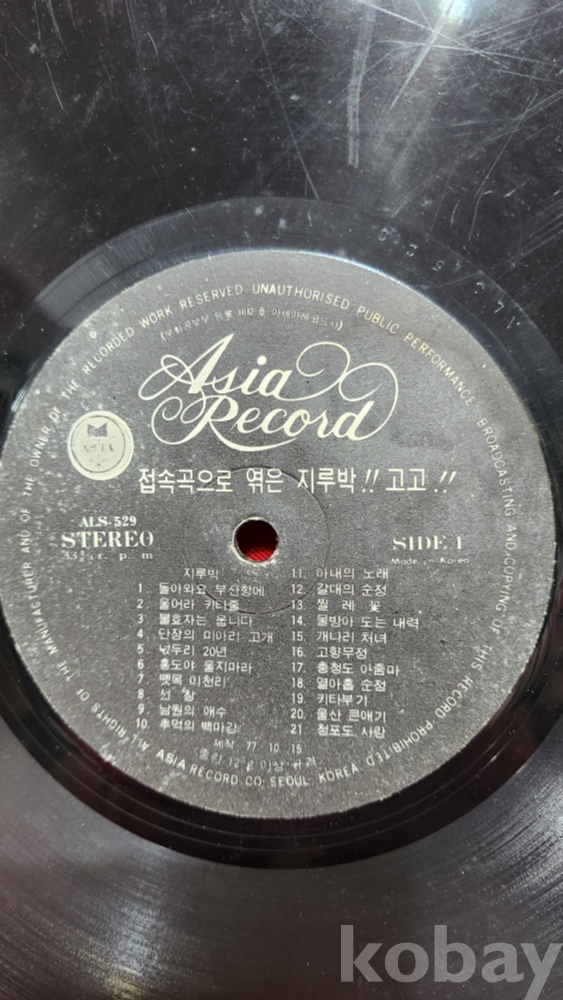 ALL RIGHTS OF THE MANUFACTURER AND OF THE OWNER OF THE RECORDED WORK RESERVED UNAUTHORISED PUBLIC PERFORMANCE BROADCASTING AND COPYING OF THIS RECORD PROHIBITED
Asia
Record
접속곡으로 엮은 지루박!! 고고!!
ALS-529
STEREO
33⅓ r. p. m
SIDE 1
Made in Korea
지루박
1. 돌아와요 부산항에
2. 울어라 키타줄
3. 불효자는 웁니다
4. 단장의 미아리 고개
5. 넋두리 20년
6. 홍도야 울지마라
7. 뗏목 이천리
8. 선 창
9. 남원의 애수
10. 추억의 백마강
11. 아내의 노래
12. 갈대의 순정
13. 찔 레 꽃
14. 물방아 도는 내력
15. 개나리 처녀
16. 고향무정
17. 충청도 아줌마
18. 열아홉 순정
19. 키타부기
20. 울산 큰애기
21. 청포도 사랑
제작 77. 10. 15
ASIA RECORD CO; SEOUL, KOREA.
kobay